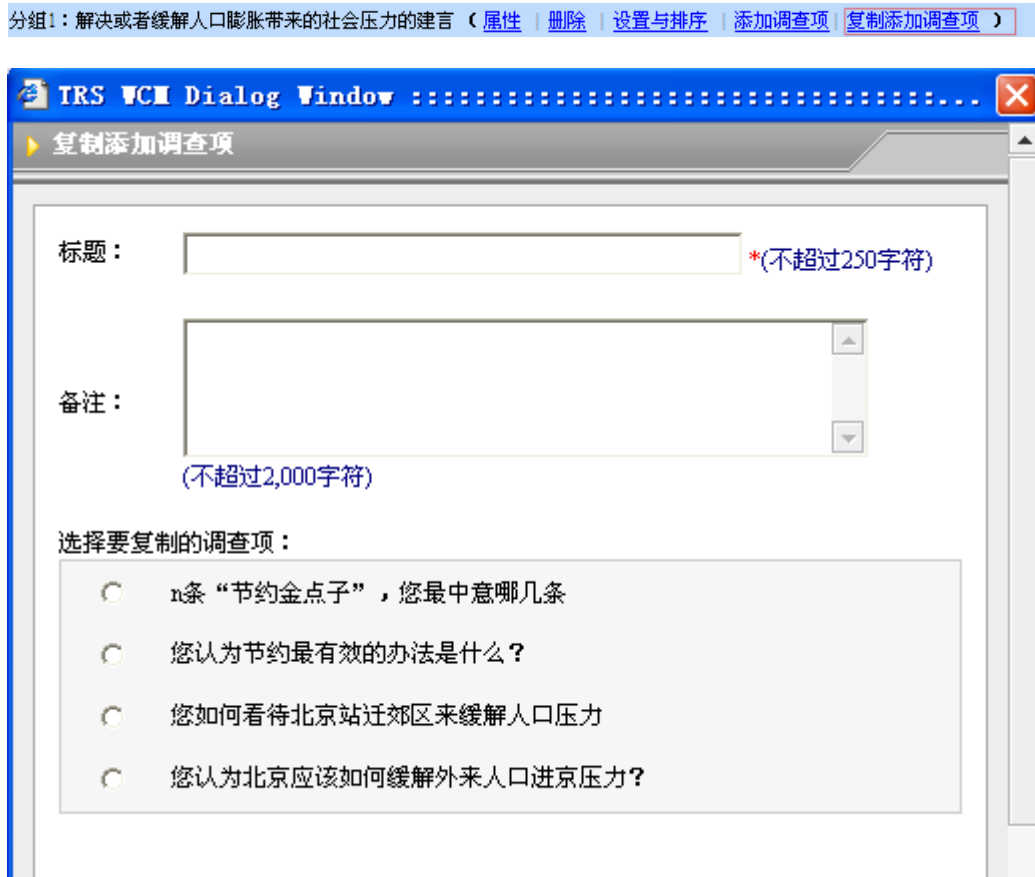 分组1：解决或者缓解人口膨胀带来的社会压力的建言 （ 属性 | 删除 | 设置与排序 | 添加调查项 | 复制添加调查项 ）
TRS WCM Dialog Window :::::::::::::::::::::::::::::::::...
复制添加调查项
标题：
*(不超过250字符)
备注：
(不超过2,000字符)
选择要复制的调查项：
n条“节约金点子”，您最中意哪几条
您认为节约最有效的办法是什么？
您如何看待北京站迁郊区来缓解人口压力
您认为北京应该如何缓解外来人口进京压力？